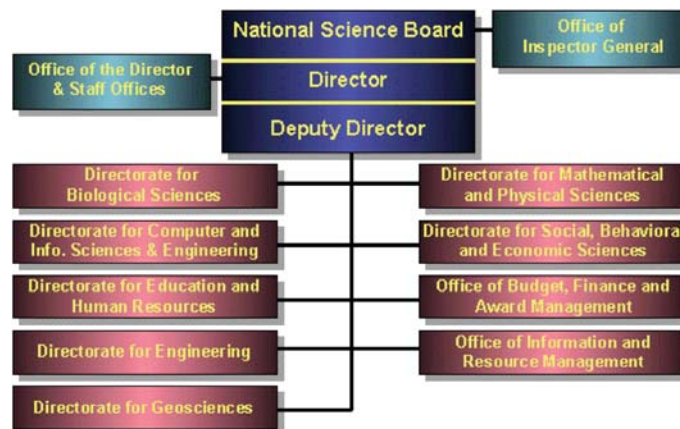 National Science Board
Office of
Inspector General
Office of the Director
& Staff Offices
Director
Deputy Director
Directorate for
Biological Sciences
Directorate for Mathematical
and Physical Sciences
Directorate for Computer and
Info. Sciences & Engineering
Directorate for Social, Behaviora
and Economic Sciences
Directorate for Education and
Human Resources
Office of Budget, Finance and
Award Management
Directorate for Engineering
Office of Information and
Resource Management
Directorate for Geosciences